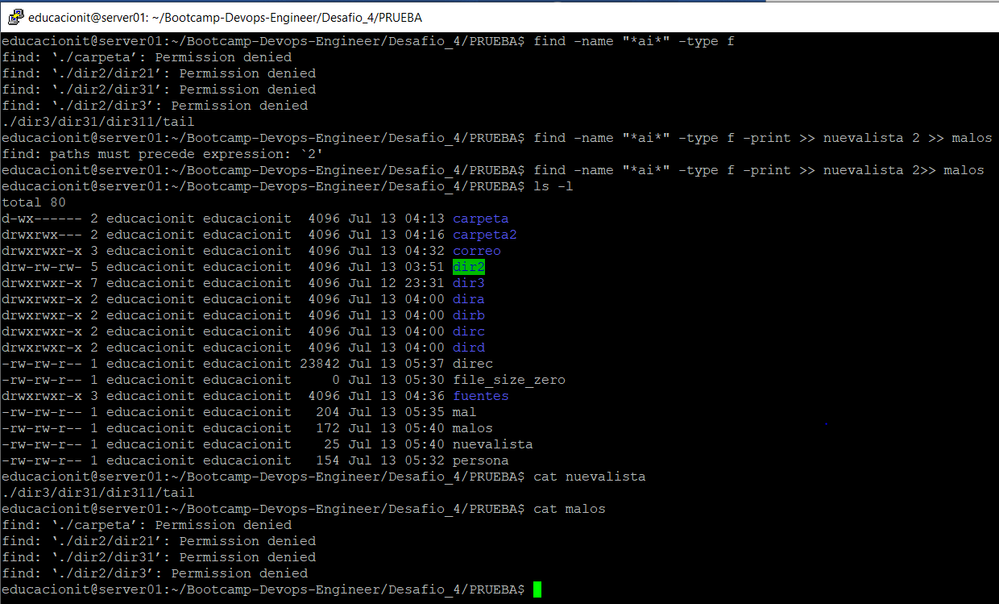 educacionit@server01: ~/Bootcamp-Devops-Engineer/Desafio_4/PRUEBA
educacionit@server01:~/Bootcamp-Devops-Engineer/Desafio_4/PRUEBA$ find -name "*ai*" -type f
find: ‘./carpeta’: Permission denied
find: ‘./dir2/dir21’: Permission denied
find: ‘./dir2/dir31’: Permission denied
find: ‘./dir2/dir3’: Permission denied
./dir3/dir31/dir311/tail
educacionit@server01:~/Bootcamp-Devops-Engineer/Desafio_4/PRUEBA$ find -name "*ai*" -type f -print >> nuevalista 2 >> malos
find: paths must precede expression: `2'
educacionit@server01:~/Bootcamp-Devops-Engineer/Desafio_4/PRUEBA$ find -name "*ai*" -type f -print >> nuevalista 2>> malos
educacionit@server01:~/Bootcamp-Devops-Engineer/Desafio_4/PRUEBA$ ls -l
total 80
d-wx------ 2 educacionit educacionit  4096 Jul 13 04:13 carpeta
drwxrwx--- 2 educacionit educacionit  4096 Jul 13 04:16 carpeta2
drwxrwxr-x 3 educacionit educacionit  4096 Jul 13 04:32 correo
drw-rw-rw- 5 educacionit educacionit  4096 Jul 13 03:51 dir2
drwxrwxr-x 7 educacionit educacionit  4096 Jul 12 23:31 dir3
drwxrwxr-x 2 educacionit educacionit  4096 Jul 13 04:00 dira
drwxrwxr-x 2 educacionit educacionit  4096 Jul 13 04:00 dirb
drwxrwxr-x 2 educacionit educacionit  4096 Jul 13 04:00 dirc
drwxrwxr-x 2 educacionit educacionit  4096 Jul 13 04:00 dird
-rw-rw-r-- 1 educacionit educacionit 23842 Jul 13 05:37 direc
-rw-rw-r-- 1 educacionit educacionit     0 Jul 13 05:30 file_size_zero
drwxrwxr-x 3 educacionit educacionit  4096 Jul 13 04:36 fuentes
-rw-rw-r-- 1 educacionit educacionit   204 Jul 13 05:35 mal
-rw-rw-r-- 1 educacionit educacionit   172 Jul 13 05:40 malos
-rw-rw-r-- 1 educacionit educacionit    25 Jul 13 05:40 nuevalista
-rw-rw-r-- 1 educacionit educacionit   154 Jul 13 05:32 persona
educacionit@server01:~/Bootcamp-Devops-Engineer/Desafio_4/PRUEBA$ cat nuevalista
./dir3/dir31/dir311/tail
educacionit@server01:~/Bootcamp-Devops-Engineer/Desafio_4/PRUEBA$ cat malos
find: ‘./carpeta’: Permission denied
find: ‘./dir2/dir21’: Permission denied
find: ‘./dir2/dir31’: Permission denied
find: ‘./dir2/dir3’: Permission denied
educacionit@server01:~/Bootcamp-Devops-Engineer/Desafio_4/PRUEBA$